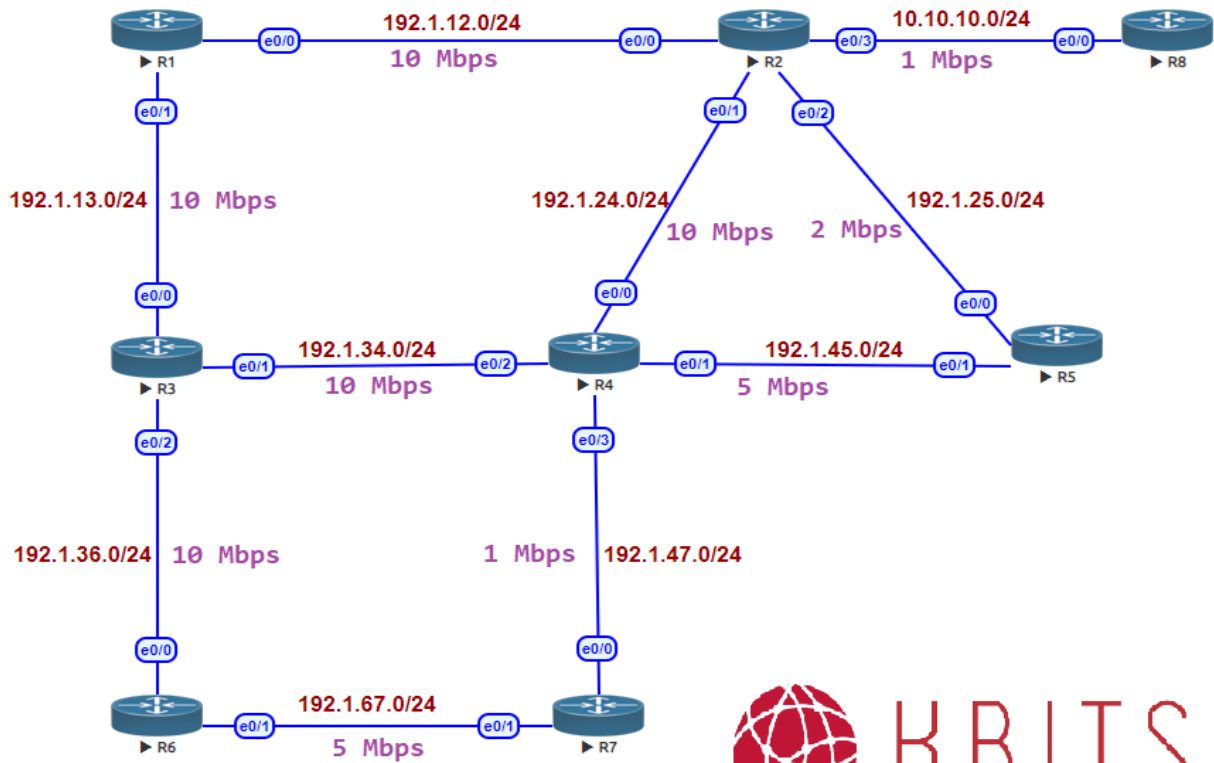 192.1.12.0/24
10.10.10.0/24
e0/0
e0/0
e0/3
e0/0
10 Mbps
1 Mbps
R1
R2
R8
e0/1
e0/1
e0/2
192.1.13.0/24
10 Mbps
192.1.24.0/24
192.1.25.0/24
10 Mbps
2 Mbps
e0/0
e0/0
e0/0
192.1.34.0/24
192.1.45.0/24
e0/1
e0/2
e0/1
e0/1
10 Mbps
5 Mbps
R3
R4
R5
e0/2
e0/3
192.1.36.0/24
10 Mbps
1 Mbps
192.1.47.0/24
e0/0
e0/0
192.1.67.0/24
e0/1
e0/1
R6
5 Mbps
R7
KBITS